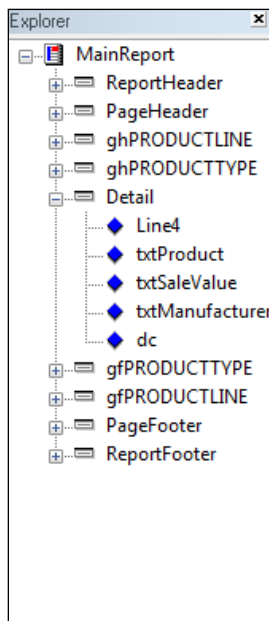 Explorer
MainReport
ReportHeader
PageHeader
ghPRODUCTLINE
ghPRODUCTTYPE
Detail
Line4
txtProduct
txtSaleValue
txtManufacturer
dc
gfPRODUCTTYPE
gfPRODUCTLINE
PageFooter
ReportFooter